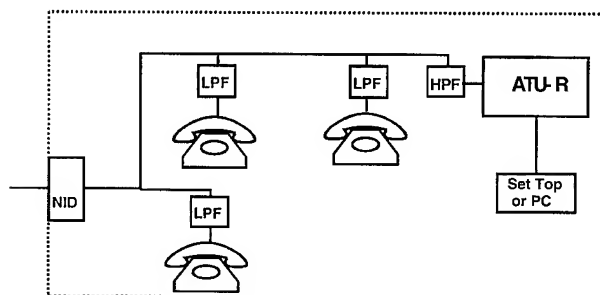 LPF
LPF
HPF
ATU-R
Set Top
or PC
NID
LPF